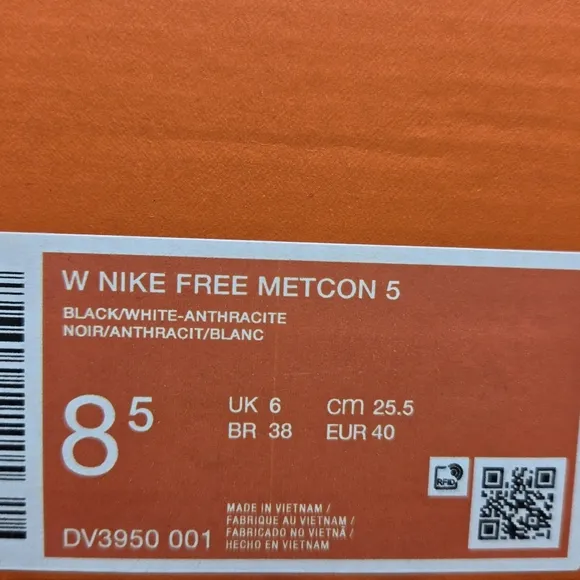 W NIKE FREE METCON 5
BLACK/WHITE-ANTHRACITE
NOIR/ANTHRACIT/BLANC
8 5
UK 6 cm 25.5
BR 38 EUR 40
RFID
MADE IN VIETNAM /
FABRIQUE AU VIETNAM /
FABRICADO NO VIETNÃ /
HECHO EN VIETNAM
DV3950 001